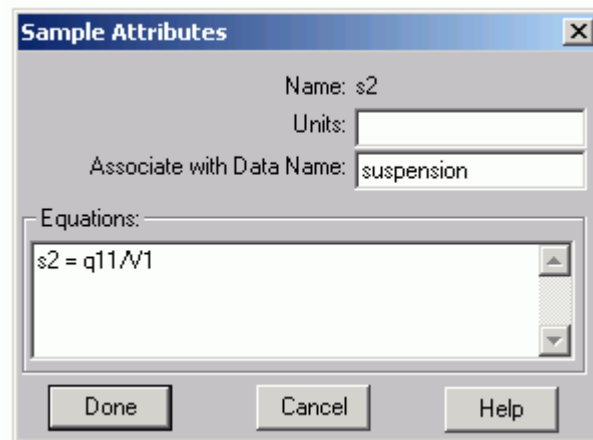 Sample Attributes
Name: s2
Units:
Associate with Data Name: suspension
Equations:
s2 = q11/V1
Done Cancel Help